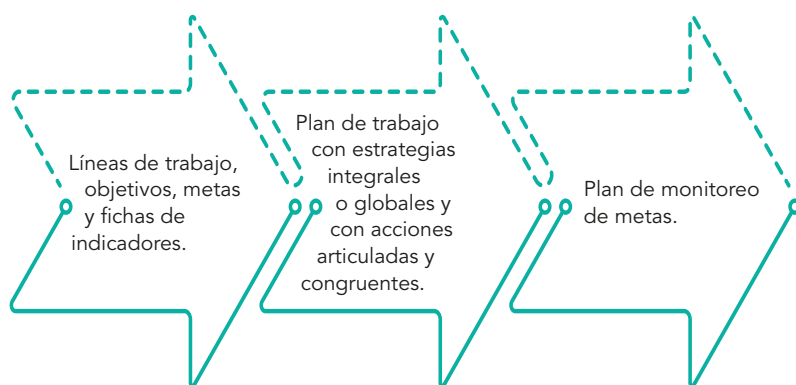 Líneas de trabajo,
objetivos, metas
y fichas de
indicadores.
Plan de trabajo
con estrategias
integrales
o globales y
con acciones
articuladas y
congruentes.
Plan de monitoreo
de metas.